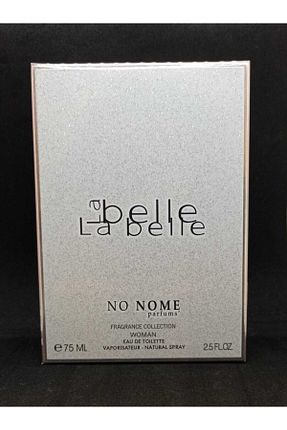 la belle
La belle
NO NOME
parfums
FRAGRANCE COLLECTION
WOMAN
EAU DE TOILETTE
VAPORISATEUR - NATURAL SPRAY
e 75 ML
2.5 FL.OZ.